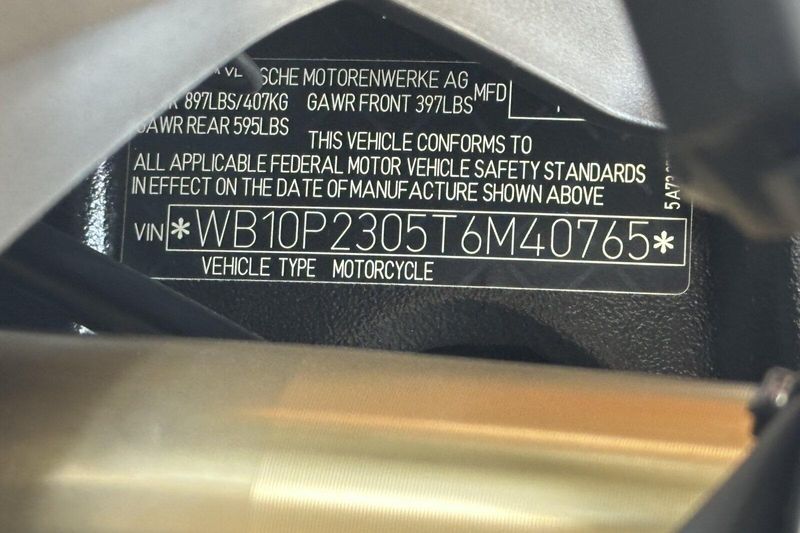 SCHE MOTORENWERKE AG
MFD
897LBS/407KG GAWR FRONT 397LBS
GAWR REAR 595LBS
THIS VEHICLE CONFORMS TO
ALL APPLICABLE FEDERAL MOTOR VEHICLE SAFETY STANDARDS
IN EFFECT ON THE DATE OF MANUFACTURE SHOWN ABOVE
VIN *WB10P2305T6M40765*
VEHICLE TYPE MOTORCYCLE